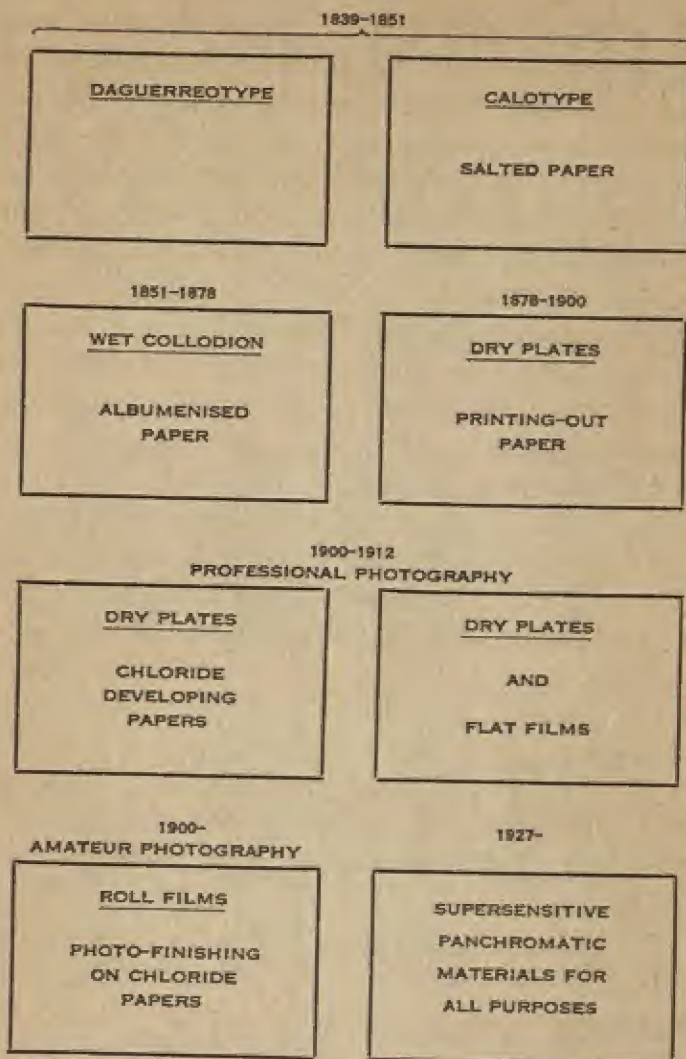 1839-1851
DAGUERREOTYPE
CALOTYPE
SALTED PAPER
1851-1878
WET COLLODION
ALBUMENISED
PAPER
1878-1900
DRY PLATES
PRINTING-OUT
PAPER
1900-1912
PROFESSIONAL PHOTOGRAPHY
DRY PLATES
CHLORIDE
DEVELOPING
PAPERS
DRY PLATES
AND
FLAT FILMS
1900-
AMATEUR PHOTOGRAPHY
ROLL FILMS
PHOTO-FINISHING
ON CHLORIDE
PAPERS
1927-
SUPERSENSITIVE
PANCHROMATIC
MATERIALS FOR
ALL PURPOSES